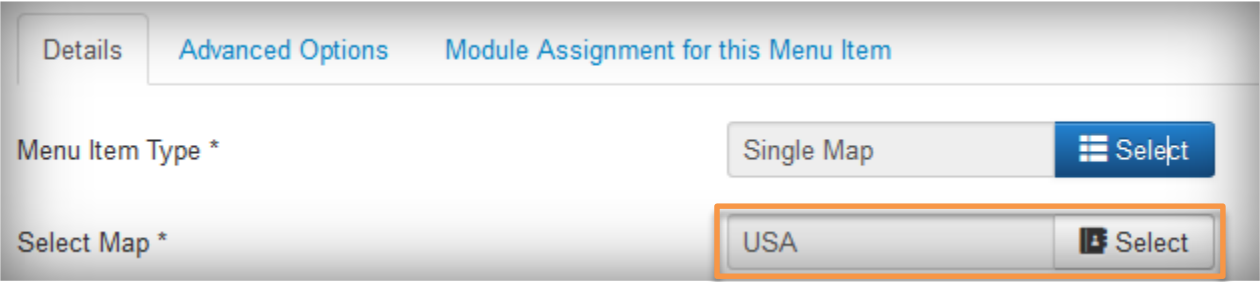 Details Advanced Options Module Assignment for this Menu Item
Menu Item Type * Single Map Select
Select Map * USA Select